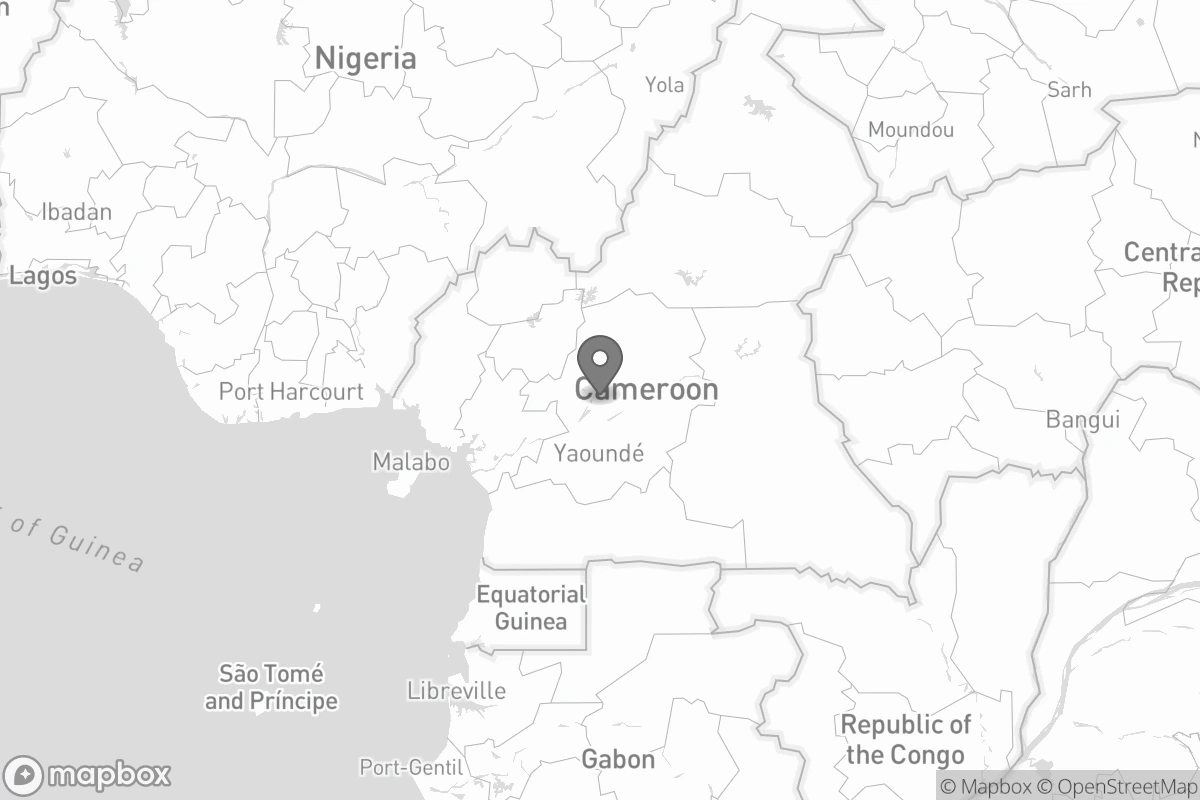 n
Nigeria
Yola
Sarh
Moundou
N
Ibadan
Lagos
Centra
Rep
Port Harcourt
Cameroon
Bangui
Yaoundé
Malabo
of Guinea
Equatorial
Guinea
São Tomé
and Príncipe
Libreville
Republic of
the Congo
Gabon
Port-Gentil
mapbox
© Mapbox © OpenStreetMap